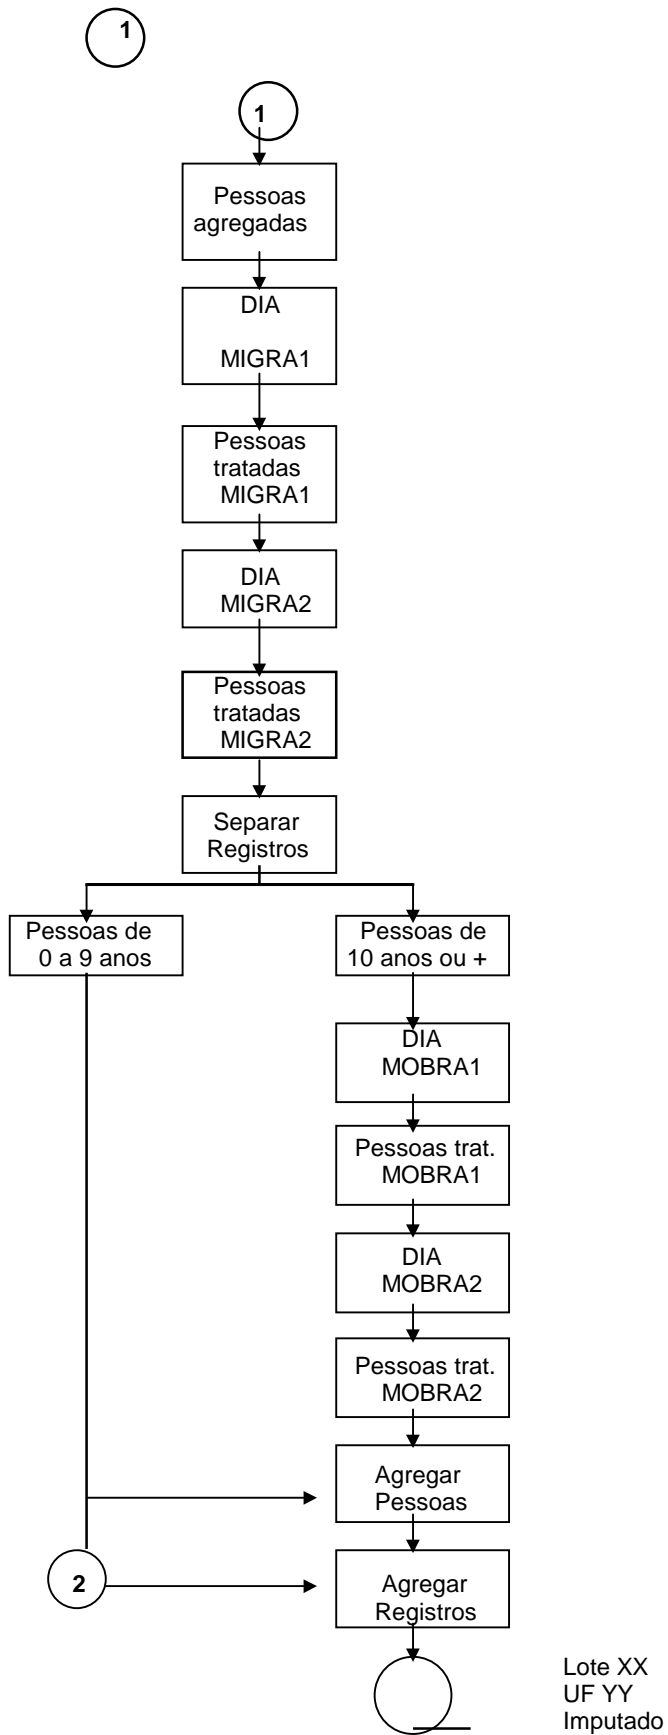 1
1
Pessoas
agregadas
DIA
MIGRA1
Pessoas
tratadas
MIGRA1
DIA
MIGRA2
Pessoas
tratadas
MIGRA2
Separar
Registros
Pessoas de
0 a 9 anos
Pessoas de
10 anos ou +
DIA
MOBRA1
Pessoas trat.
MOBRA1
DIA
MOBRA2
Pessoas trat.
MOBRA2
Agregar
Pessoas
2
Agregar
Registros
Lote XX
UF YY
Imputado